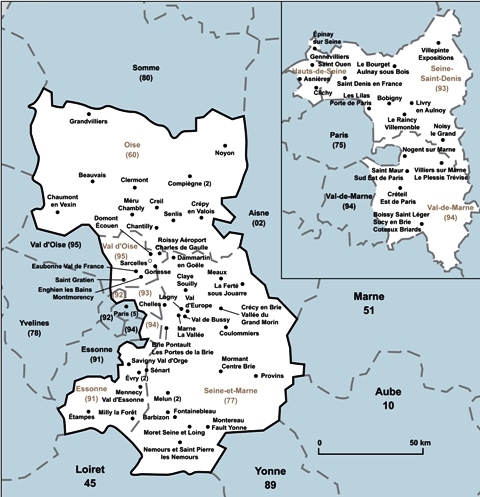 Somme
(80)
Grandvilliers
Oise
(60)
Noyon
Beauvais
Clermont
Compiègne (2)
Chaumont
en Vexin
Méru
Chambly
Creil
Senlis
Crépy
en Valois
Aisne
(02)
Domont
Ecouen
Chantilly
Val d'Oise (95)
Val d'Oise
(95)
Roissy Aéroport
Charles de Gaulle
Sarcelles
Dammartin
en Goële
Eaubonne Val de France
Gonesse
Saint Gratien
Enghien les Bains
Montmorency
Claye
Souilly
Meaux
La Ferté
sous Jouarre
(92)
(93)
Lagny
Val
d'Europe
Chelles
Crécy en Brie
Vallée du
Grand Morin
Marne
51
Paris (5)
(92)
(94)
(94)
Val de Bussy
Marne
La Vallée
Coulommiers
Yvelines
(78)
Essonne
(91)
Brie Pontault
Les Portes de la Brie
Savigny Val d'Orge
Sénart
Évry (2)
Mormant
Centre Brie
Provins
Essonne
(91)
Mennecy
Val d'Essonne
Melun (2)
Seine-et-Marne
(77)
Aube
10
Étampes
Milly la Forêt
Barbizon
Fontainebleau
Montereau
Fault Yonne
Moret Seine et Loing
Nemours et Saint Pierre
les Nemours
0
50 km
Loiret
45
Yonne
89
Épinay
sur Seine
Gennevilliers
Saint Ouen
Hauts-de-Seine
Asnières
Clichy
Le Bourget
Aulnay sous Bois
Villepinte
Expositions
Seine-
Saint-Denis
(93)
Saint Denis en France
Les Lilas
Porte de Paris
Bobigny
Livry
en Aulnoy
Le Raincy
Villemonble
Noisy
le Grand
Paris
(75)
Nogent sur Marne
Saint Maur
Sud Est de Paris
Villiers sur Marne
Le Plessis Trévise
Val-de-Marne
(94)
Créteil
Est de Paris
Val-de-Marne
(94)
Boissy Saint Léger
Sucy en Brie
Coteaux Briards